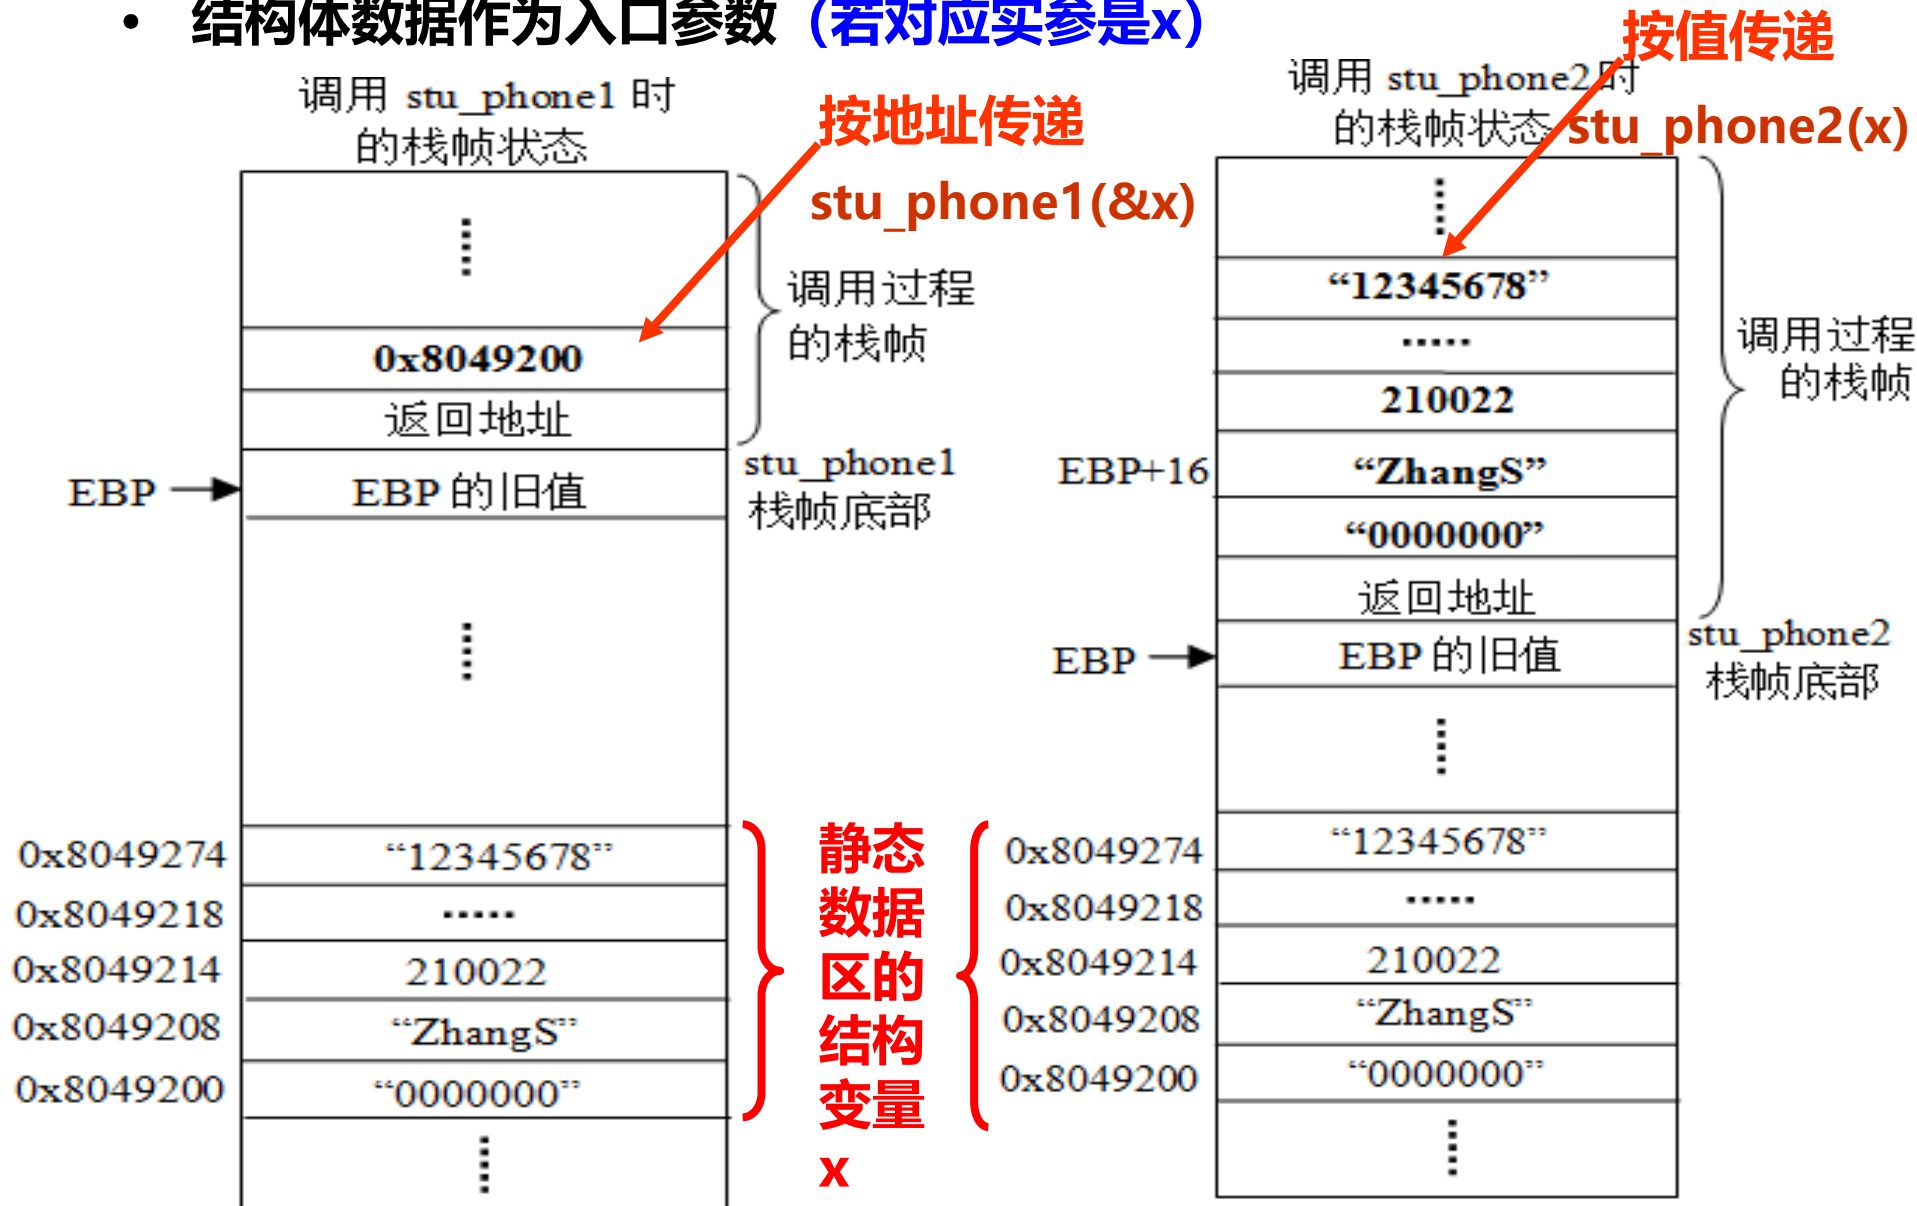 • 结构体数据作为入口参数（若对应实参是x）
调用 stu_phone1 时
的栈帧状态
按地址传递
stu_phone1(&x)
0x8049200
返回地址
EBP
EBP 的旧值
调用过程
的栈帧
stu_phone1
栈帧底部
0x8049274
“12345678”
0x8049218
·····
0x8049214
210022
0x8049208
“ZhangS”
0x8049200
“0000000”
静态
数据
区的
结构
变量
x
按值传递
调用 stu_phone2时
的栈帧状态
stu_phone2(x)
“12345678”
·····
210022
EBP+16
“ZhangS”
“0000000”
返回地址
EBP
EBP 的旧值
调用过程
的栈帧
stu_phone2
栈帧底部
0x8049274
“12345678”
0x8049218
·····
0x8049214
210022
0x8049208
“ZhangS”
0x8049200
“0000000”